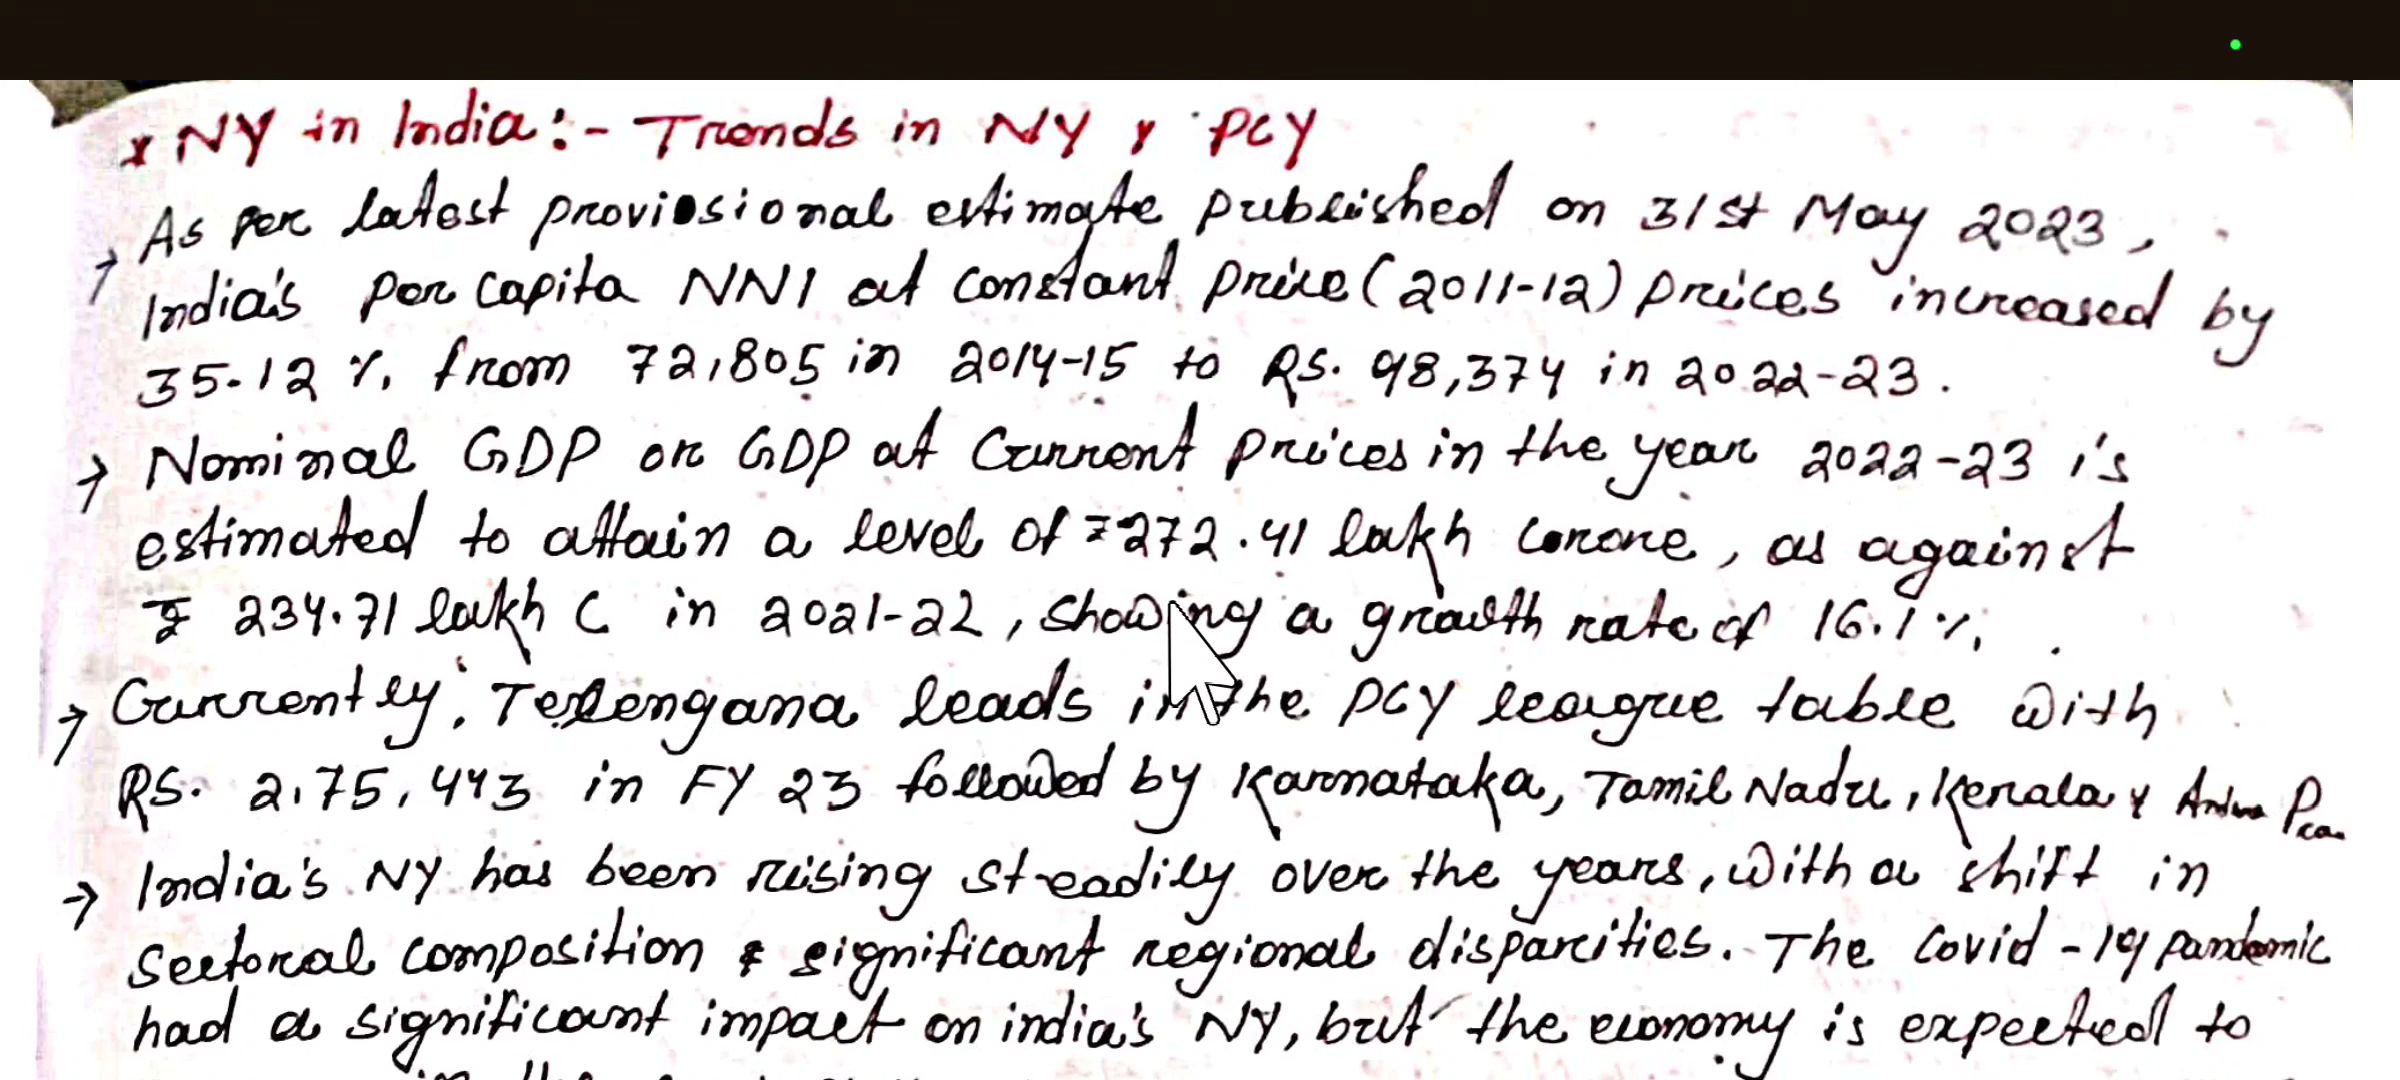 x NY in India:- Trends in NY & PCY
→ As per latest proviosional estimate published on 31st May 2023,
India's per capita NNI at constant price (2011-12) prices increased by
35.12 %. from 72,805 in 2014-15 to RS. 98,374 in 2022-23.
→ Nominal GDP or GDP at Current prices in the year 2022-23 is
estimated to attain a level of ₹272.41 lakh corore, as against
₹ 234.71 lakh C in 2021-22, showing a growth rate of 16.1 %.
→ Currently, Telengana leads in the PCY league table with
RS. 2,75,443 in FY 23 followed by Karnataka, Tamil Nadu, Kerala &
→ India's NY has been rising steadily over the years, with a shift in
Sectoral composition & significant regional disparities. The Covid-19 pandemic
had a significant impact on india's NY, but the economy is expected to